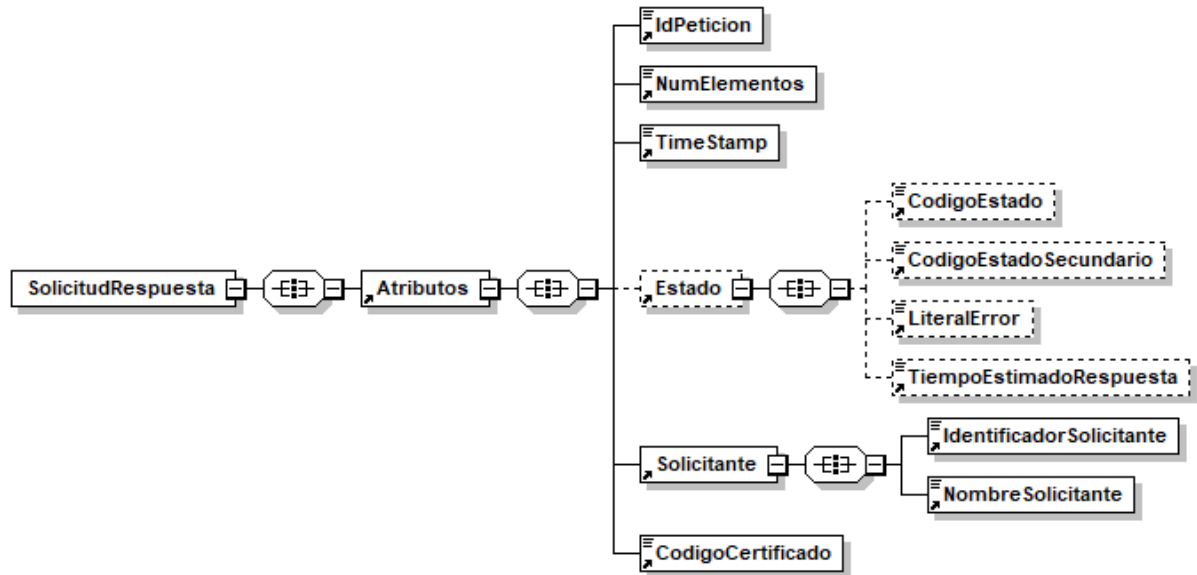 IdPeticion
NumElementos
TimeStamp
CodigoEstado
CodigoEstadoSecundario
SolicitudRespuesta
Atributos
Estado
LiteralError
TiempoEstimadoRespuesta
IdentificadorSolicitante
Solicitante
NombreSolicitante
CodigoCertificado